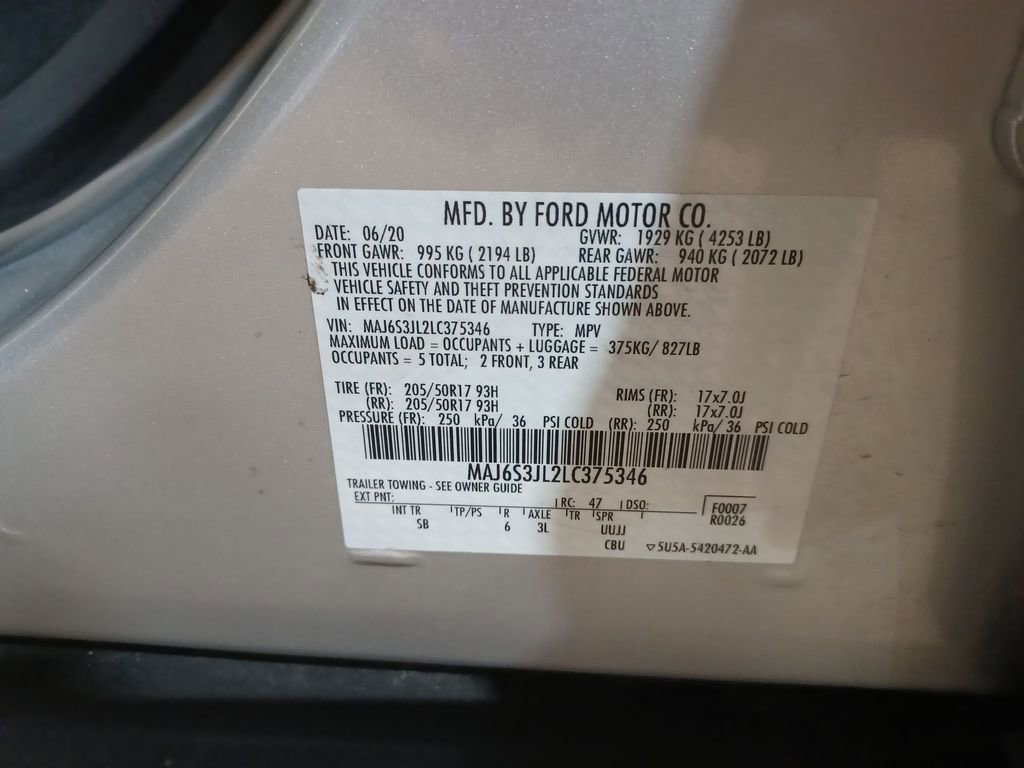 MFD. BY FORD MOTOR CO.
DATE: 06/20 GVWR: 1929 KG ( 4253 LB)
FRONT GAWR: 995 KG ( 2194 LB) REAR GAWR: 940 KG ( 2072 LB)
THIS VEHICLE CONFORMS TO ALL APPLICABLE FEDERAL MOTOR
VEHICLE SAFETY AND THEFT PREVENTION STANDARDS
IN EFFECT ON THE DATE OF MANUFACTURE SHOWN ABOVE.
VIN: MAJ6S3JL2LC375346 TYPE: MPV
MAXIMUM LOAD = OCCUPANTS + LUGGAGE = 375KG/ 827LB
OCCUPANTS = 5 TOTAL; 2 FRONT, 3 REAR
TIRE (FR): 205/50R17 93H RIMS (FR): 17x7.0J
(RR): 205/50R17 93H (RR): 17x7.0J
PRESSURE (FR): 250 kPa/ 36 PSI COLD (RR): 250 kPa/ 36 PSI COLD
MAJ6S3JL2LC375346
TRAILER TOWING - SEE OWNER GUIDE
EXT PNT: RC: 47 DSO: F0007
INT TR TP/PS R AXLE TR SPR R0026
SB 6 3L UUJJ
CBU ▽5U5A-5420472-AA